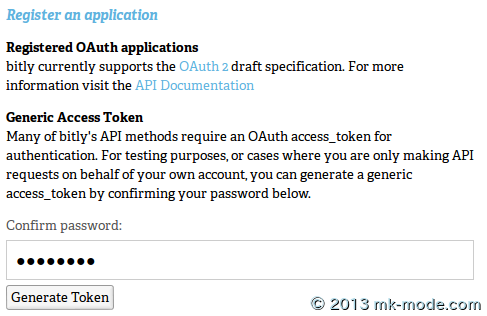 Register an application
Registered OAuth applications
bitly currently supports the OAuth 2 draft specification. For more
information visit the API Documentation
Generic Access Token
Many of bitly's API methods require an OAuth access_token for
authentication. For testing purposes, or cases where you are only making API
requests on behalf of your own account, you can generate a generic
access_token by confirming your password below.
Confirm password:
●●●●●●●●
Generate Token
© 2013 mk-mode.com